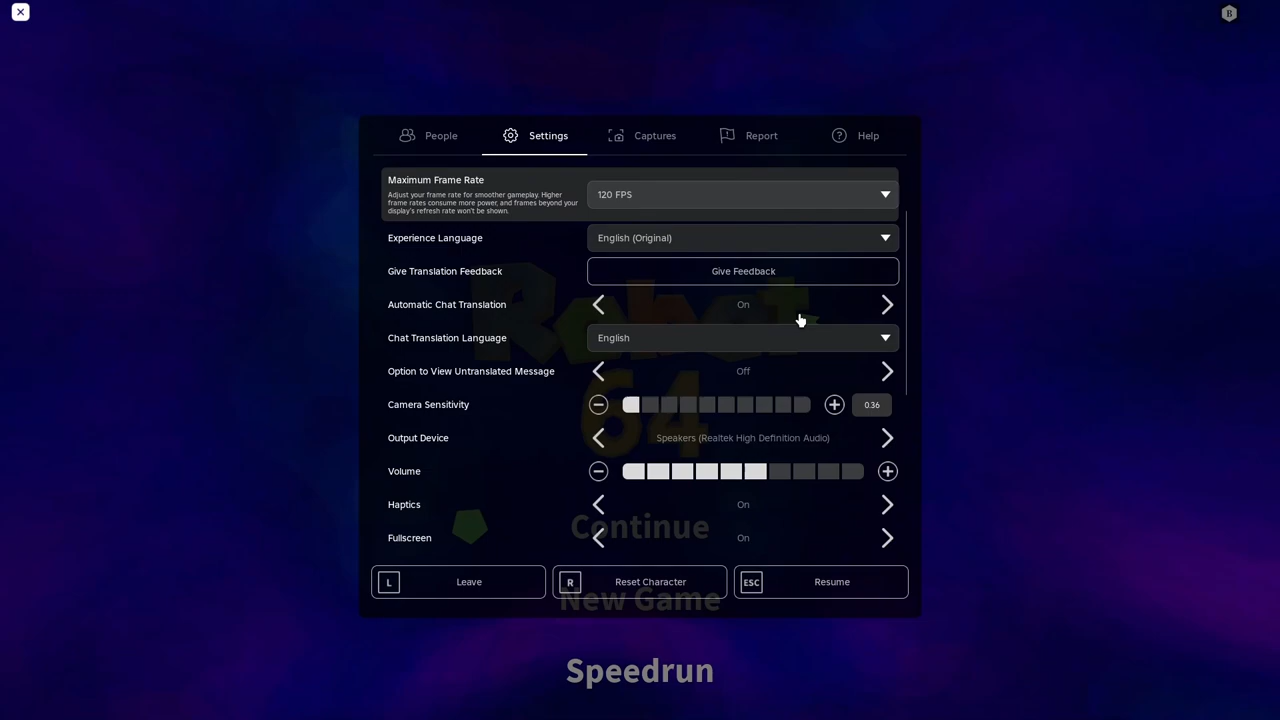 B
People
Settings
Captures
Report
Help
Maximum Frame Rate
Adjust your frame rate for smoother gameplay. Higher
frame rates consume more power, and frames beyond your
display's refresh rate won't be shown.
120 FPS
Experience Language
English (Original)
Give Translation Feedback
Give Feedback
Automatic Chat Translation
On
Chat Translation Language
English
Option to View Untranslated Message
Off
Camera Sensitivity
0.36
Output Device
Speakers (Realtek High Definition Audio)
Volume
Haptics
On
Fullscreen
On
L
Leave
R
Reset Character
ESC
Resume
Robot
64
Continue
New Game
Speedrun